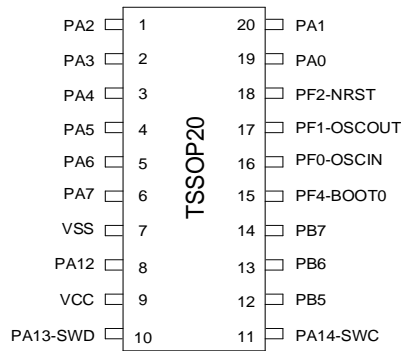 PA2 1 20 PA1
PA3 2 19 PA0
PA4 3 18 PF2-NRST
PA5 4 17 PF1-OSCOUT
PA6 5 16 PF0-OSCIN
PA7 6 15 PF4-BOOT0
VSS 7 14 PB7
PA12 8 13 PB6
VCC 9 12 PB5
PA13-SWD 10 11 PA14-SWC
TSSOP20